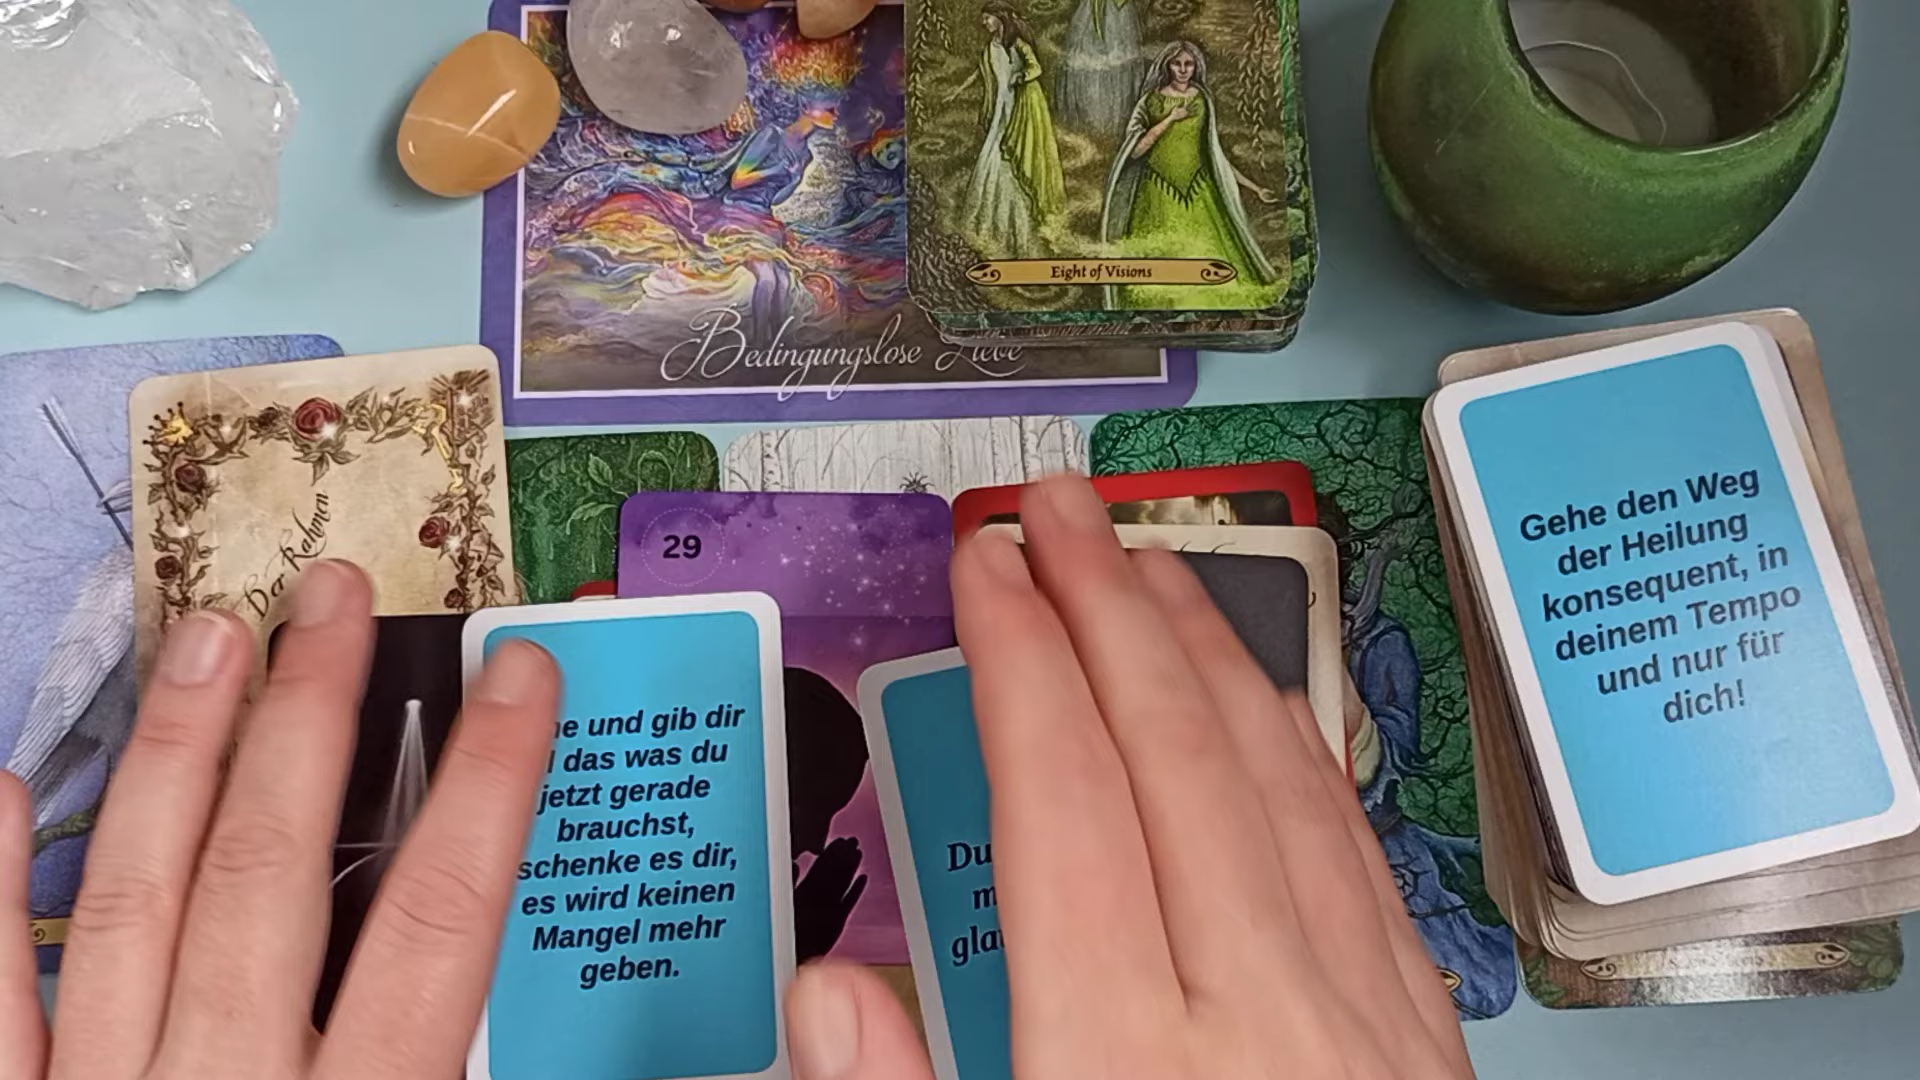 Eight of Visions
Bedingungslose Liebe
Der Rahmen
29
Gehe den Weg
der Heilung
konsequent, in
deinem Tempo
und nur für
dich!
und gib dir
das was du
jetzt gerade
brauchst,
schenke es dir,
es wird keinen
Mangel mehr
geben.
Du